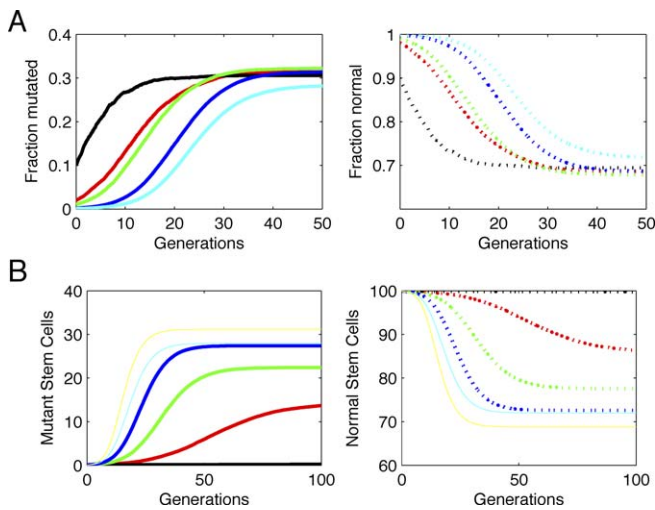 A
Fraction mutated
0.4
0.3
0.2
0.1
0
0 10 20 30 40 50
Generations
Fraction normal
1
0.9
0.8
0.7
0 10 20 30 40 50
Generations
B
Mutant Stem Cells
40
30
20
10
0
0 50 100
Generations
Normal Stem Cells
100
90
80
70
60
0 50 100
Generations